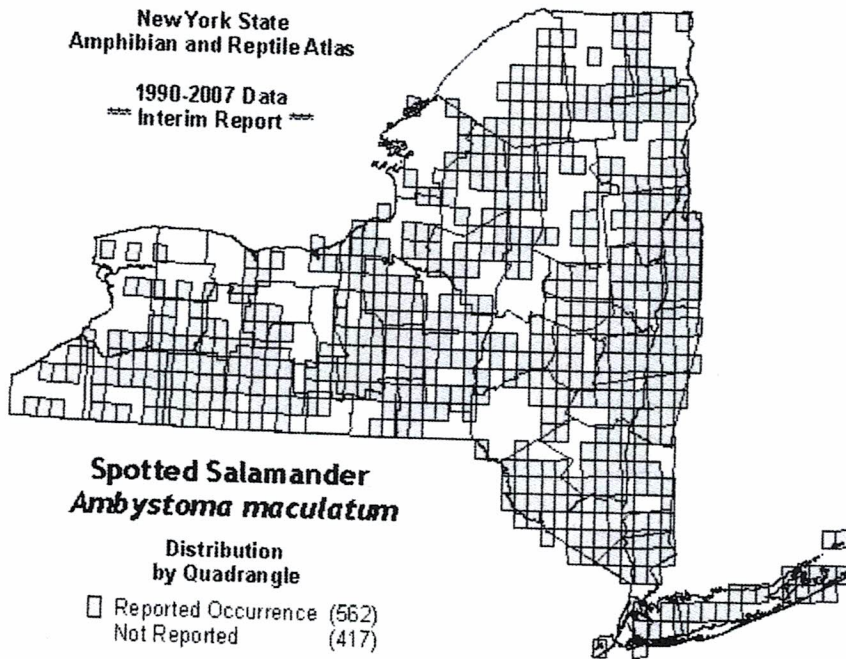 New York State
Amphibian and Reptile Atlas
1990-2007 Data
*** Interim Report ***
Spotted Salamander
Ambystoma maculatum
Distribution
by Quadrangle
Reported Occurrence (562)
Not Reported (417)